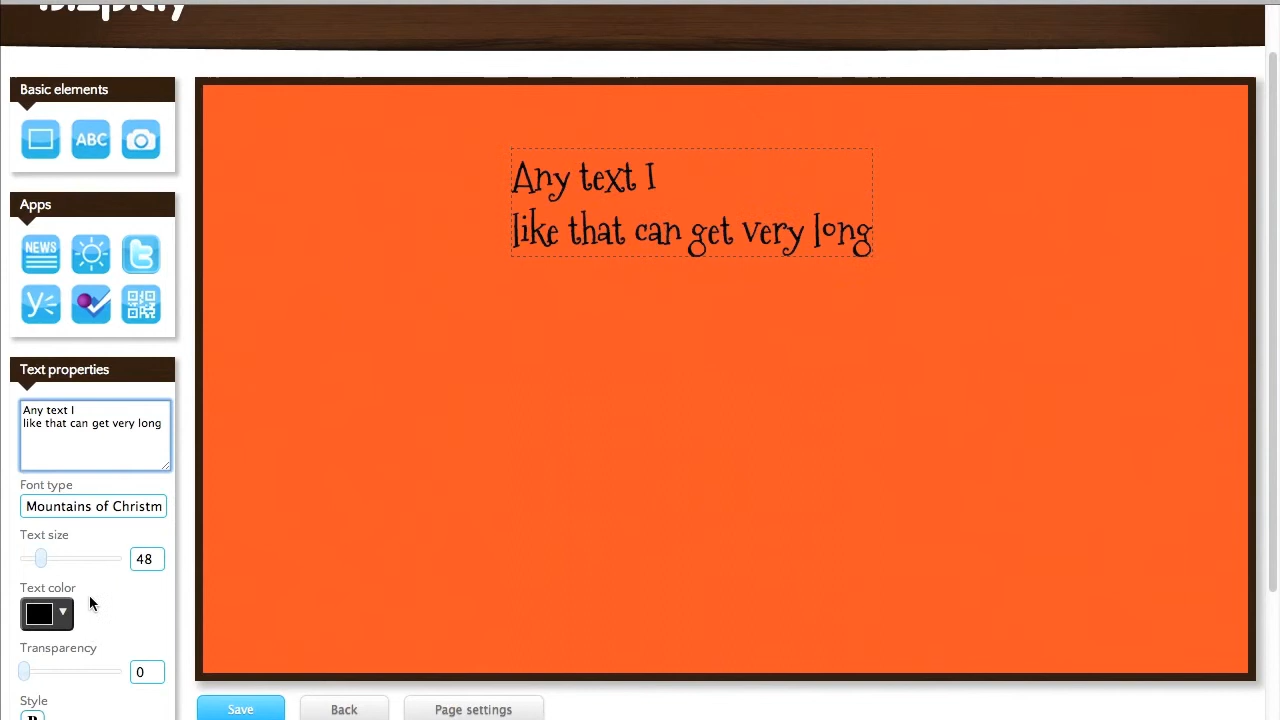 Basic elements
ABC
Apps
NEWS
Any text I
like that can get very long
Text properties
Any text I
like that can get very long
Font type
Mountains of Christm
Text size
48
Text color
Transparency
0
Style
B
Save
Back
Page settings